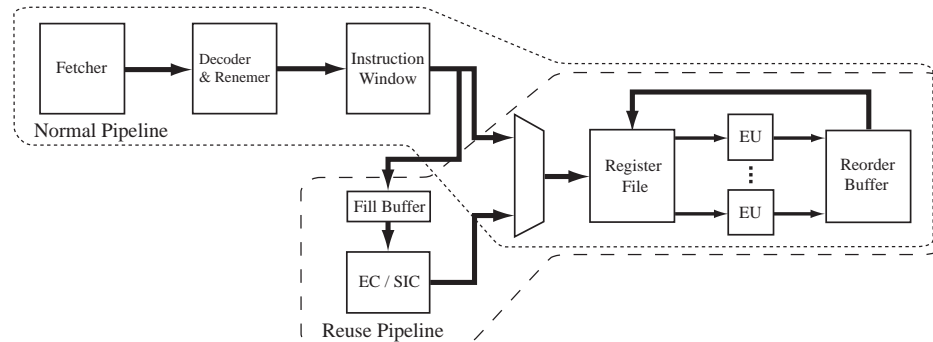 Fetcher
Decoder
& Renemer
Instruction
Window
Normal Pipeline
Register
File
EU
EU
Reorder
Buffer
Fill Buffer
EC / SIC
Reuse Pipeline